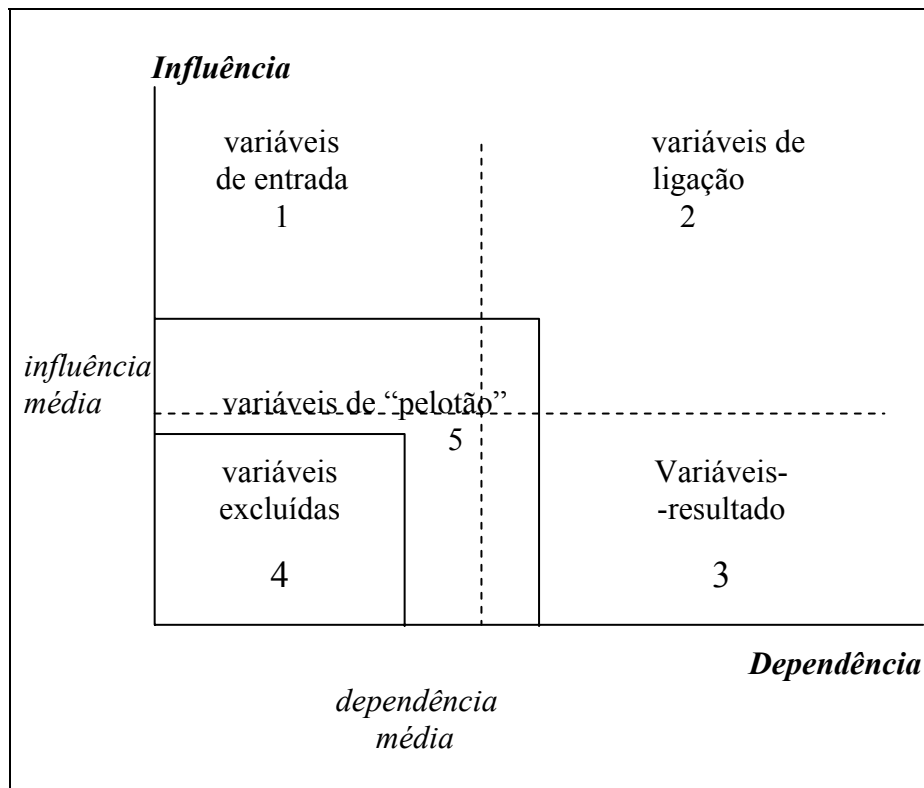 Influência
variáveis
de entrada
1
variáveis de
ligação
2
influência
média
variáveis de “pelotão”
5
variáveis
excluídas
4
Variáveis-
-resultado
3
Dependência
dependência
média